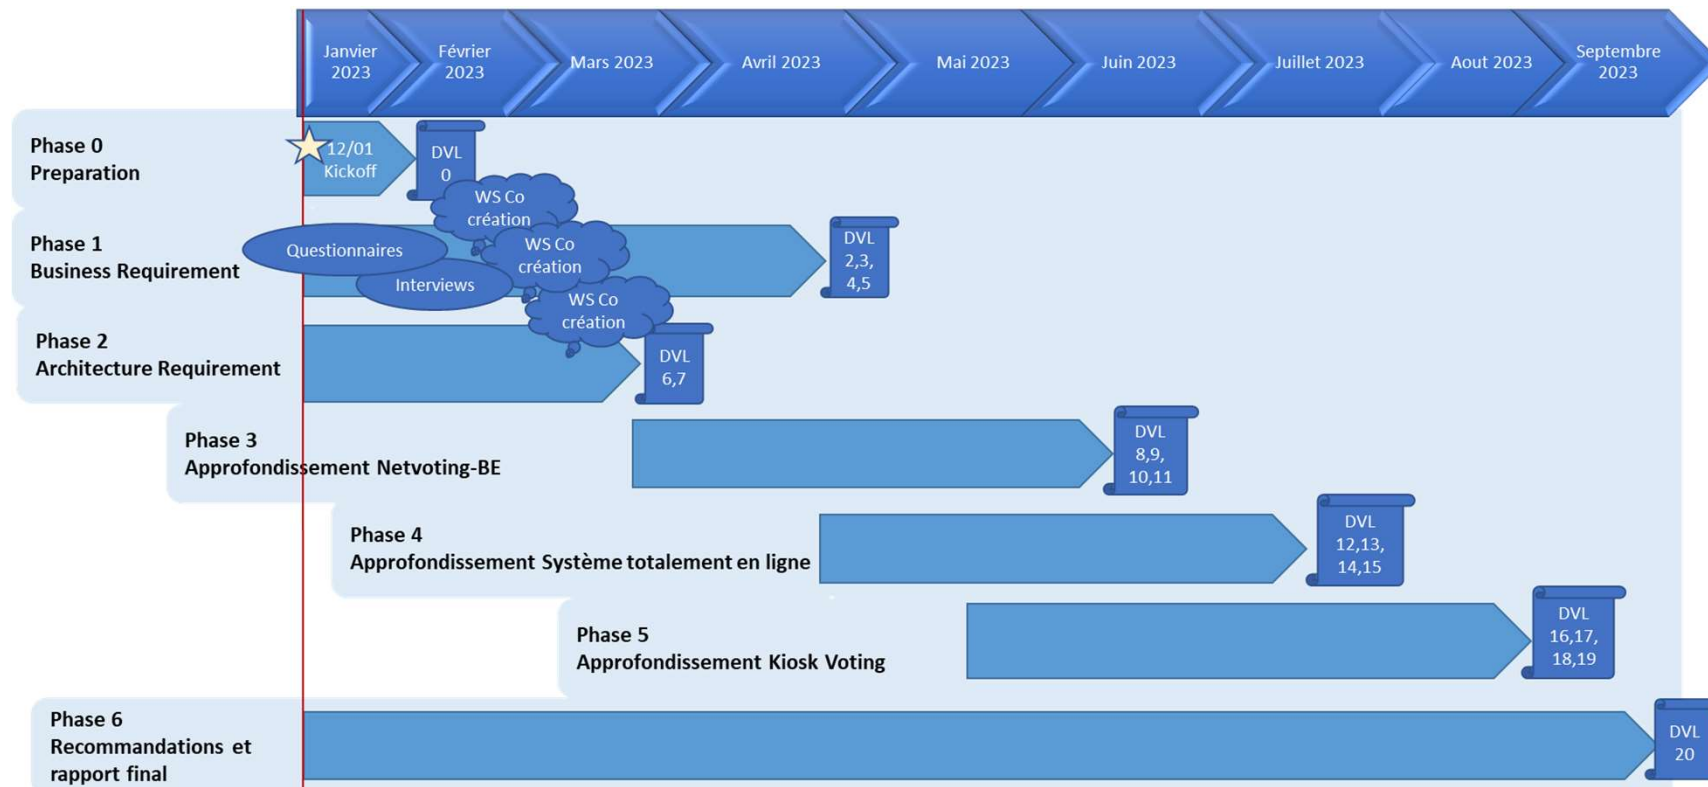 Janvier
2023
Février
2023
Mars 2023
Avril 2023
Mai 2023
Juin 2023
Juillet 2023
Aout 2023
Septembre
2023
Phase 0
Preparation
12/01
Kickoff
DVL
0
WS Co
création
Phase 1
Business Requirement
Questionnaires
Interviews
WS Co
création
WS Co
création
DVL
2,3,
4,5
Phase 2
Architecture Requirement
DVL
6,7
Phase 3
Approfondissement Netvoting-BE
DVL
8,9,
10,11
Phase 4
Approfondissement Système totalement en ligne
DVL
12,13,
14,15
Phase 5
Approfondissement Kiosk Voting
DVL
16,17,
18,19
Phase 6
Recommandations et
rapport final
DVL
20